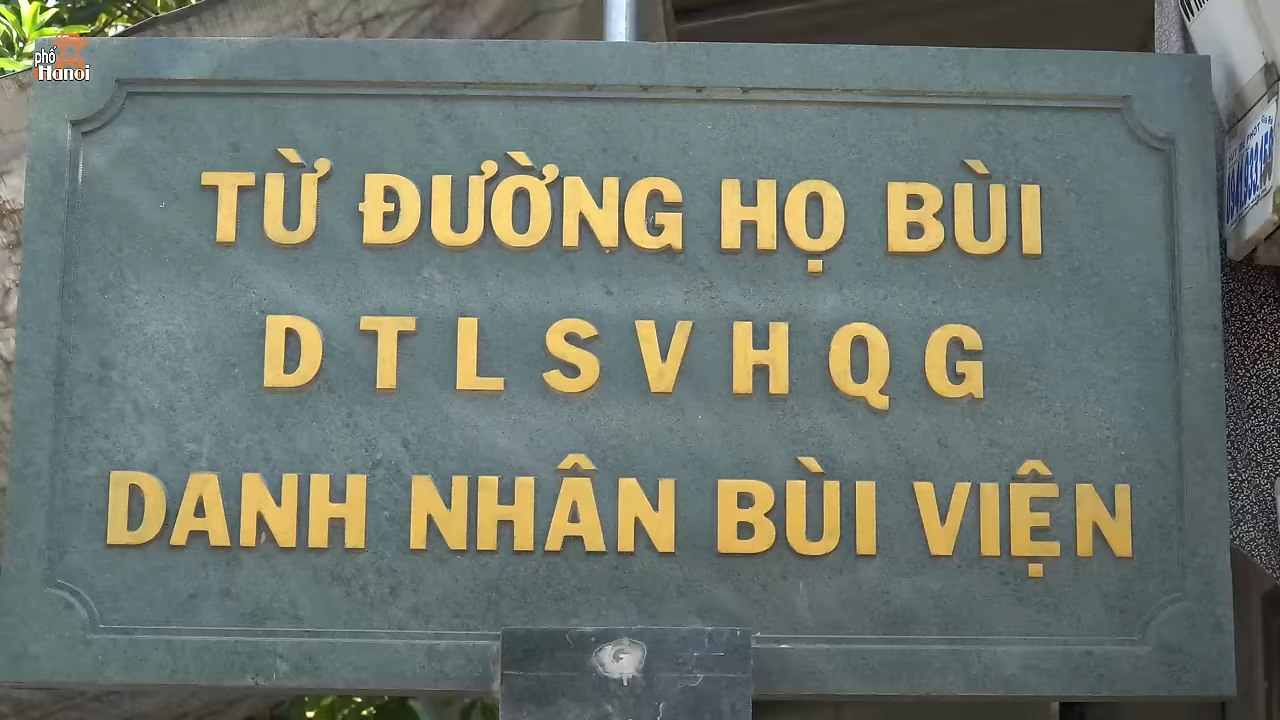 phố
Hanoi
TỪ ĐƯỜNG HỌ BÙI
D T L S V H Q G
DANH NHÂN BÙI VIỆN